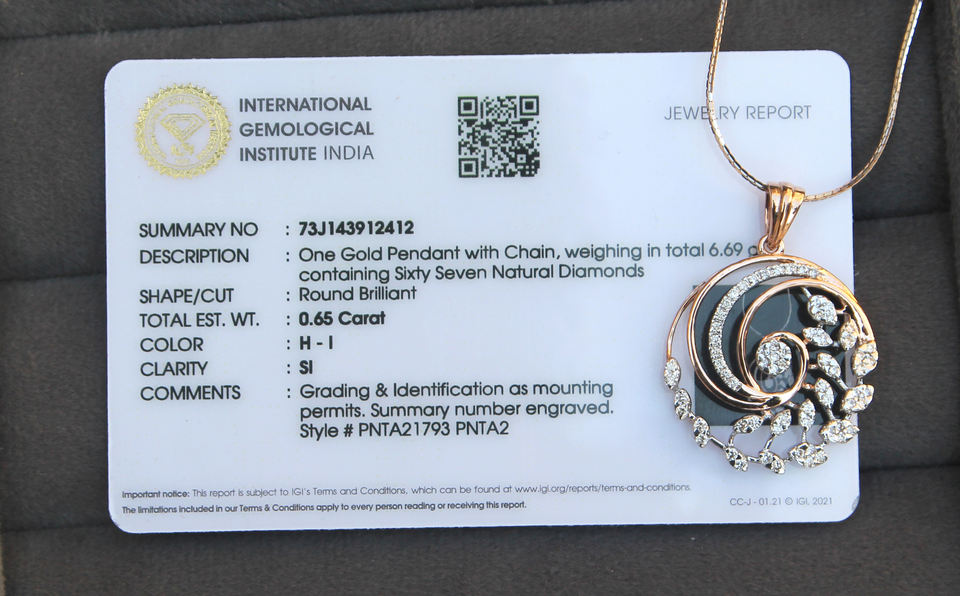 INTERNATIONAL
GEMOLOGICAL
INSTITUTE INDIA
JEWELRY REPORT
SUMMARY NO : 73J143912412
DESCRIPTION : One Gold Pendant with Chain, weighing in total 6.69
containing Sixty Seven Natural Diamonds
SHAPE/CUT : Round Brilliant
TOTAL EST. WT. : 0.65 Carat
COLOR : H - I
CLARITY : SI
COMMENTS : Grading & Identification as mounting
permits. Summary number engraved.
Style # PNTA21793 PNTA2
Important notice: This report is subject to IGI's Terms and Conditions, which can be found at www.igi.org/reports/terms-and-conditions.
The limitations included in our Terms & Conditions apply to every person reading or receiving this report.
CC-J - 01.21 © IGI, 2021